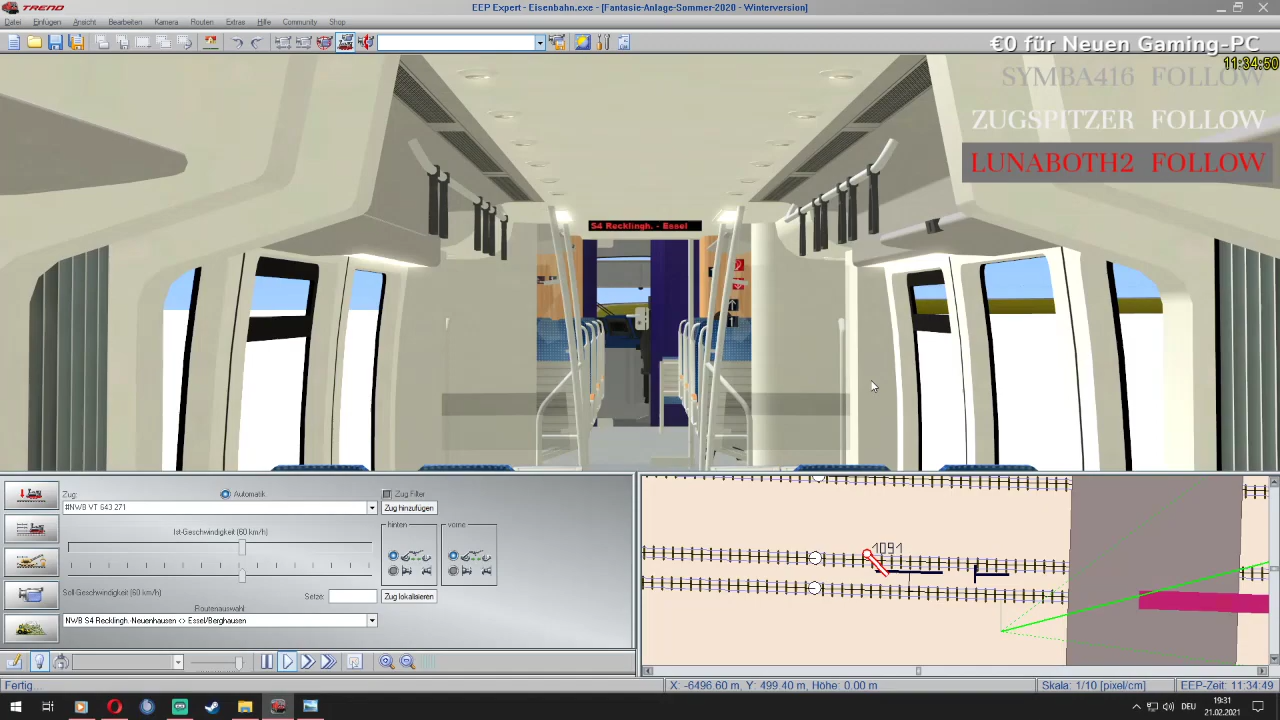 TREND
EEP Expert - Eisenbahn.exe - [Fantasie-Anlage-Sommer-2020 - Winterversion]
Datei Einfügen Ansicht Bearbeiten Kamera Routen Extras Hilfe Community Shop
€0 für Neuen Gaming-PC
11:34:50
SYMBA416 FOLLOW
ZUGSPITZER FOLLOW
LUNABOTH2 FOLLOW
S4 Recklingh. - Essel
Zug: Automatik Zug Filter
#NWB VT 643 271 Zug hinzufügen
Ist-Geschwindigkeit (60 km/h) hinten vorne
Soll-Geschwindigkeit (60 km/h) Setze: Zug lokalisieren
Routenauswahl:
NWB S4 Recklingh.-Neuenhausen <> Essel/Berghausen
1091
Fertig... X: -6496.60 m, Y: 499.40 m, Höhe: 0.00 m Skala: 1/10 [pixel/cm] EEP-Zeit: 11:34:49
DEU 19:31
21.02.2021